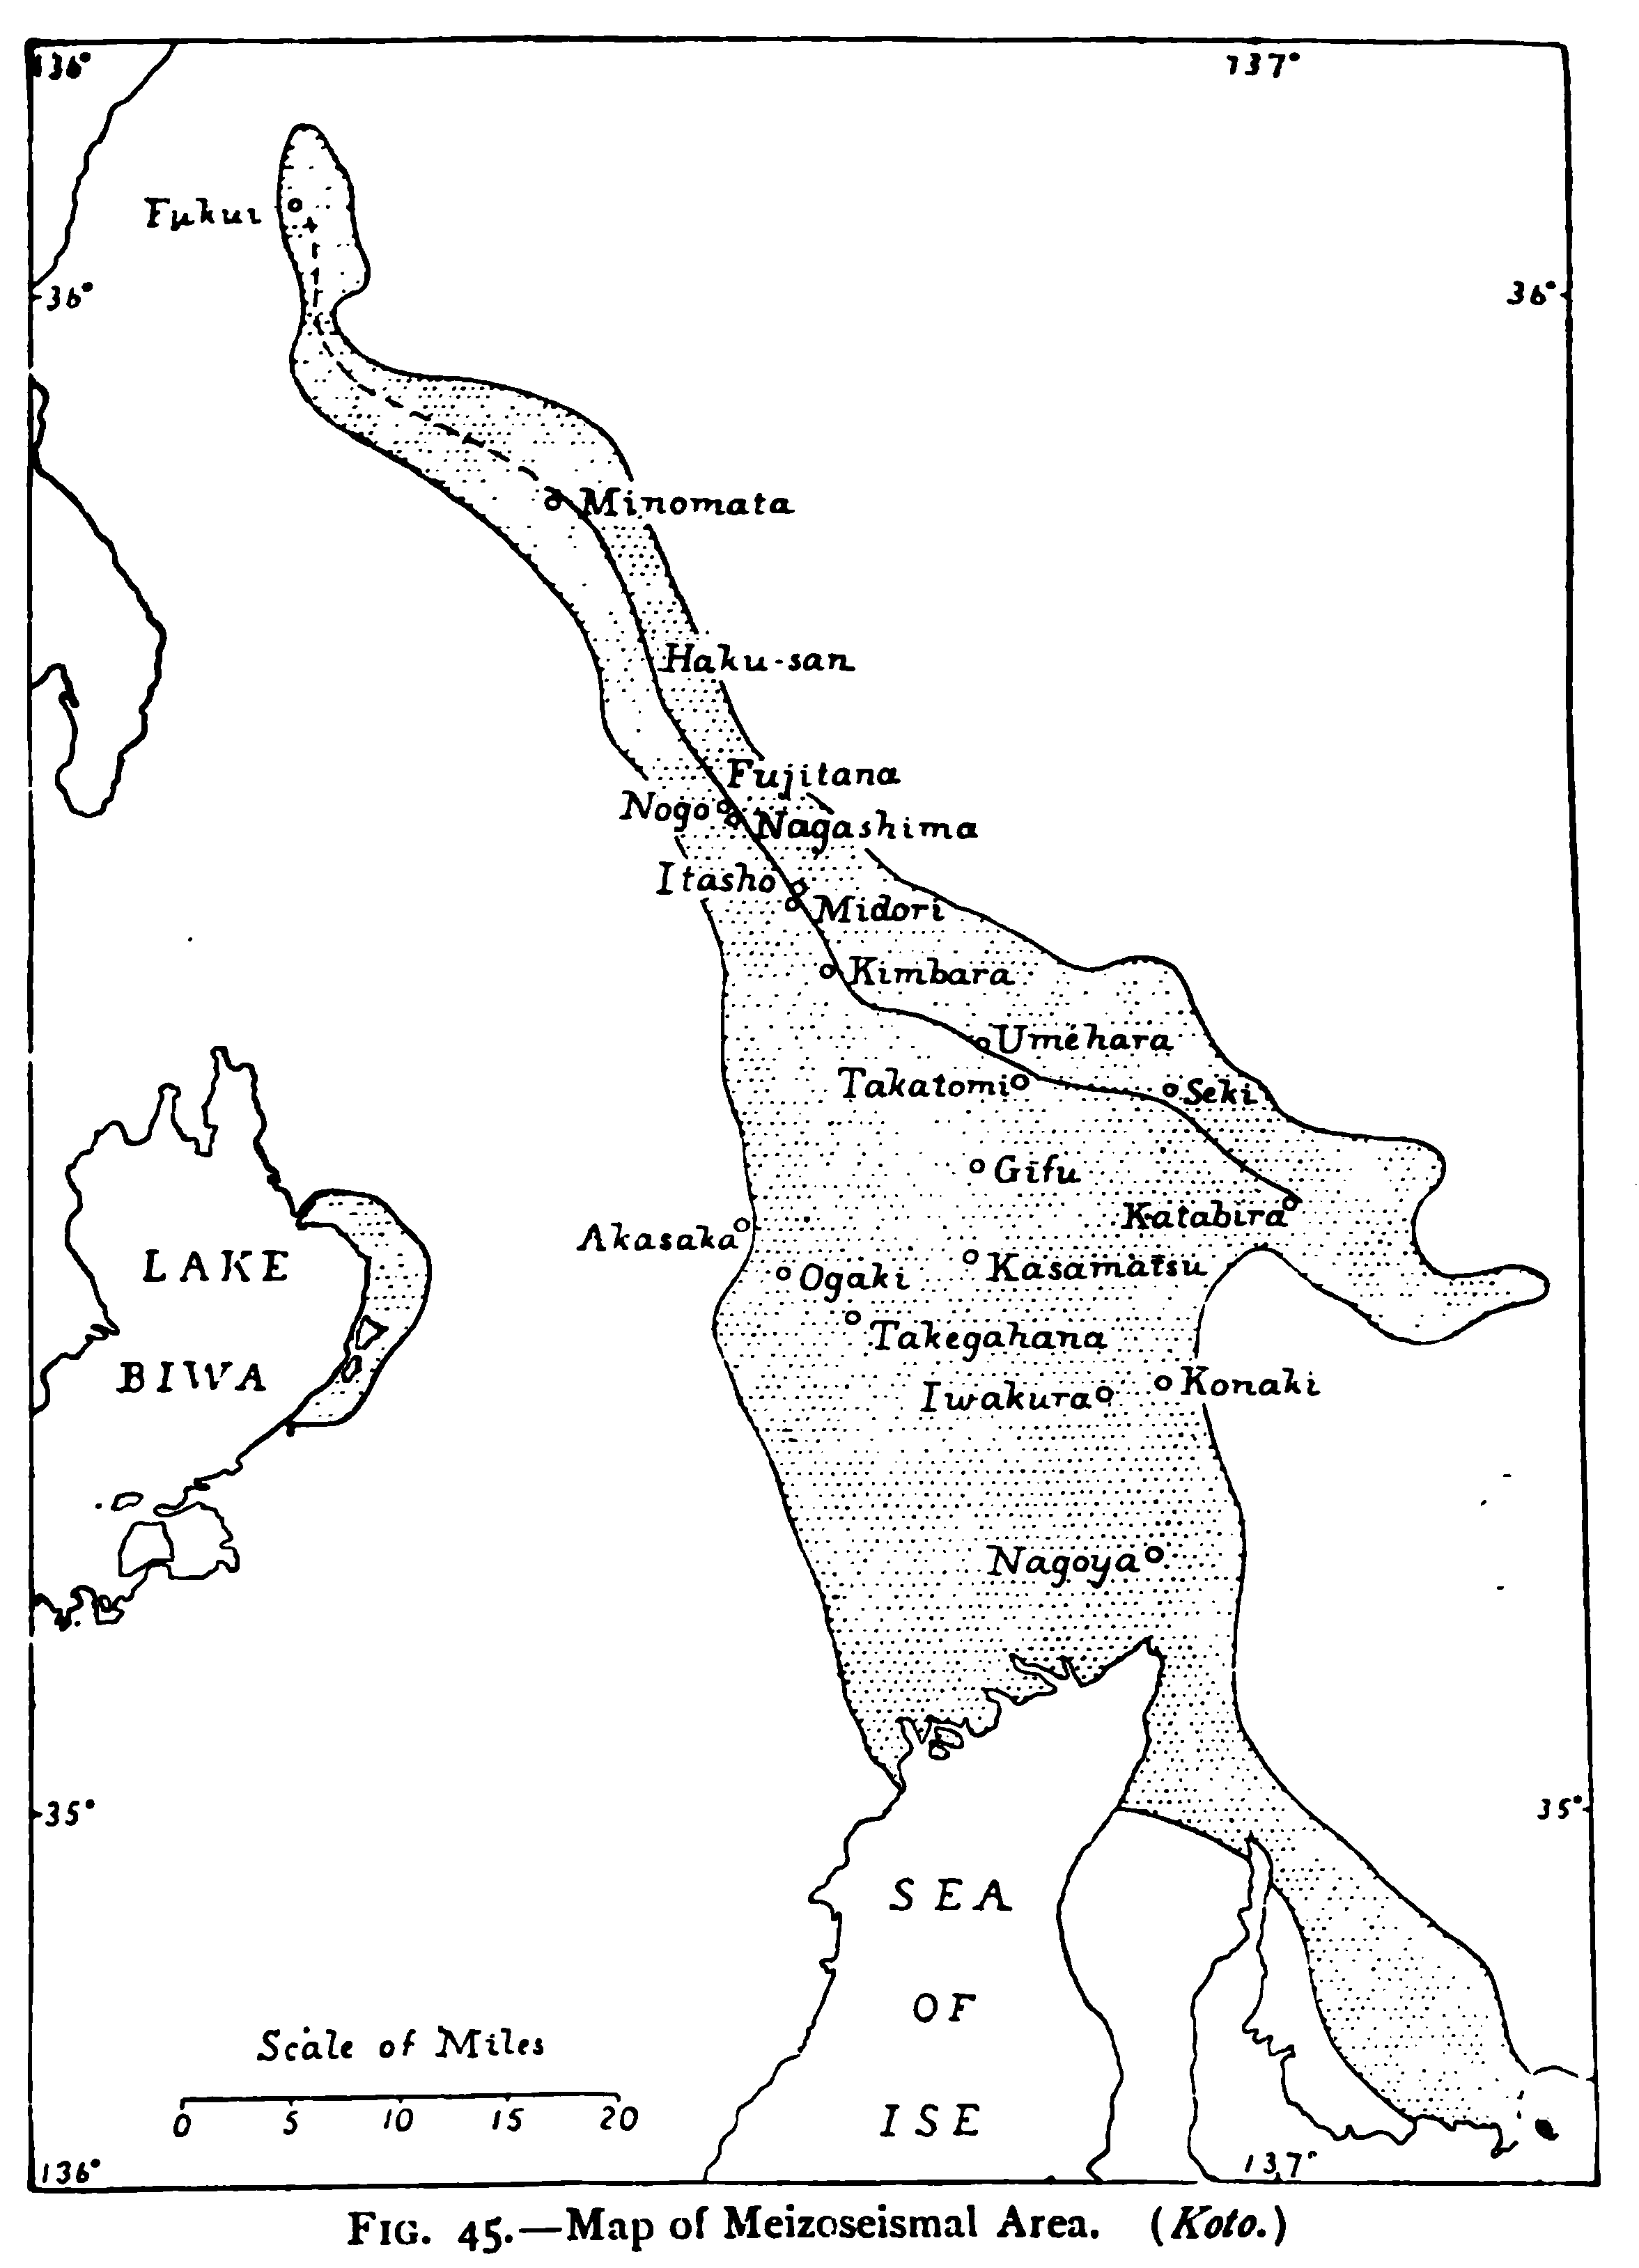 136° 137°
Fukui
36° 36°
Minomata
Haku-san
Fujitana
Nogo
Nagashima
Itasho
Midori
Kimbara
Umehara
Takatomi
Seki
Gifu
Katabira
Akasaka
LAKE
Kasamatsu
Ogaki
Takegahana
BIWA
Konaki
Iwakura
Nagoya
35° 35°
SEA
OF
Scale of Miles
ISE
0 5 10 15 20
136° 137°
FIG. 45.—Map of Meizoseismal Area. (Koto.)